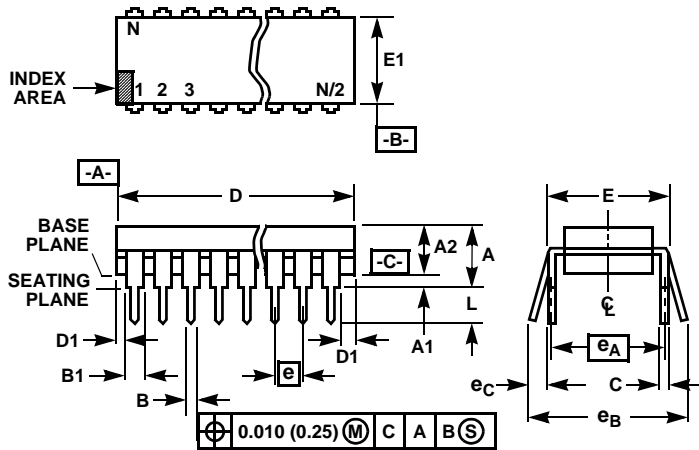 N
E1
INDEX
AREA
1 2 3 N/2
-B-
-A-
D
E
BASE
PLANE
A2
A
-C-
SEATING
PLANE
L
C L
D1
A1
D1
eA
B1
e
eC
C
B
eB
0.010 (0.25) M C A B S